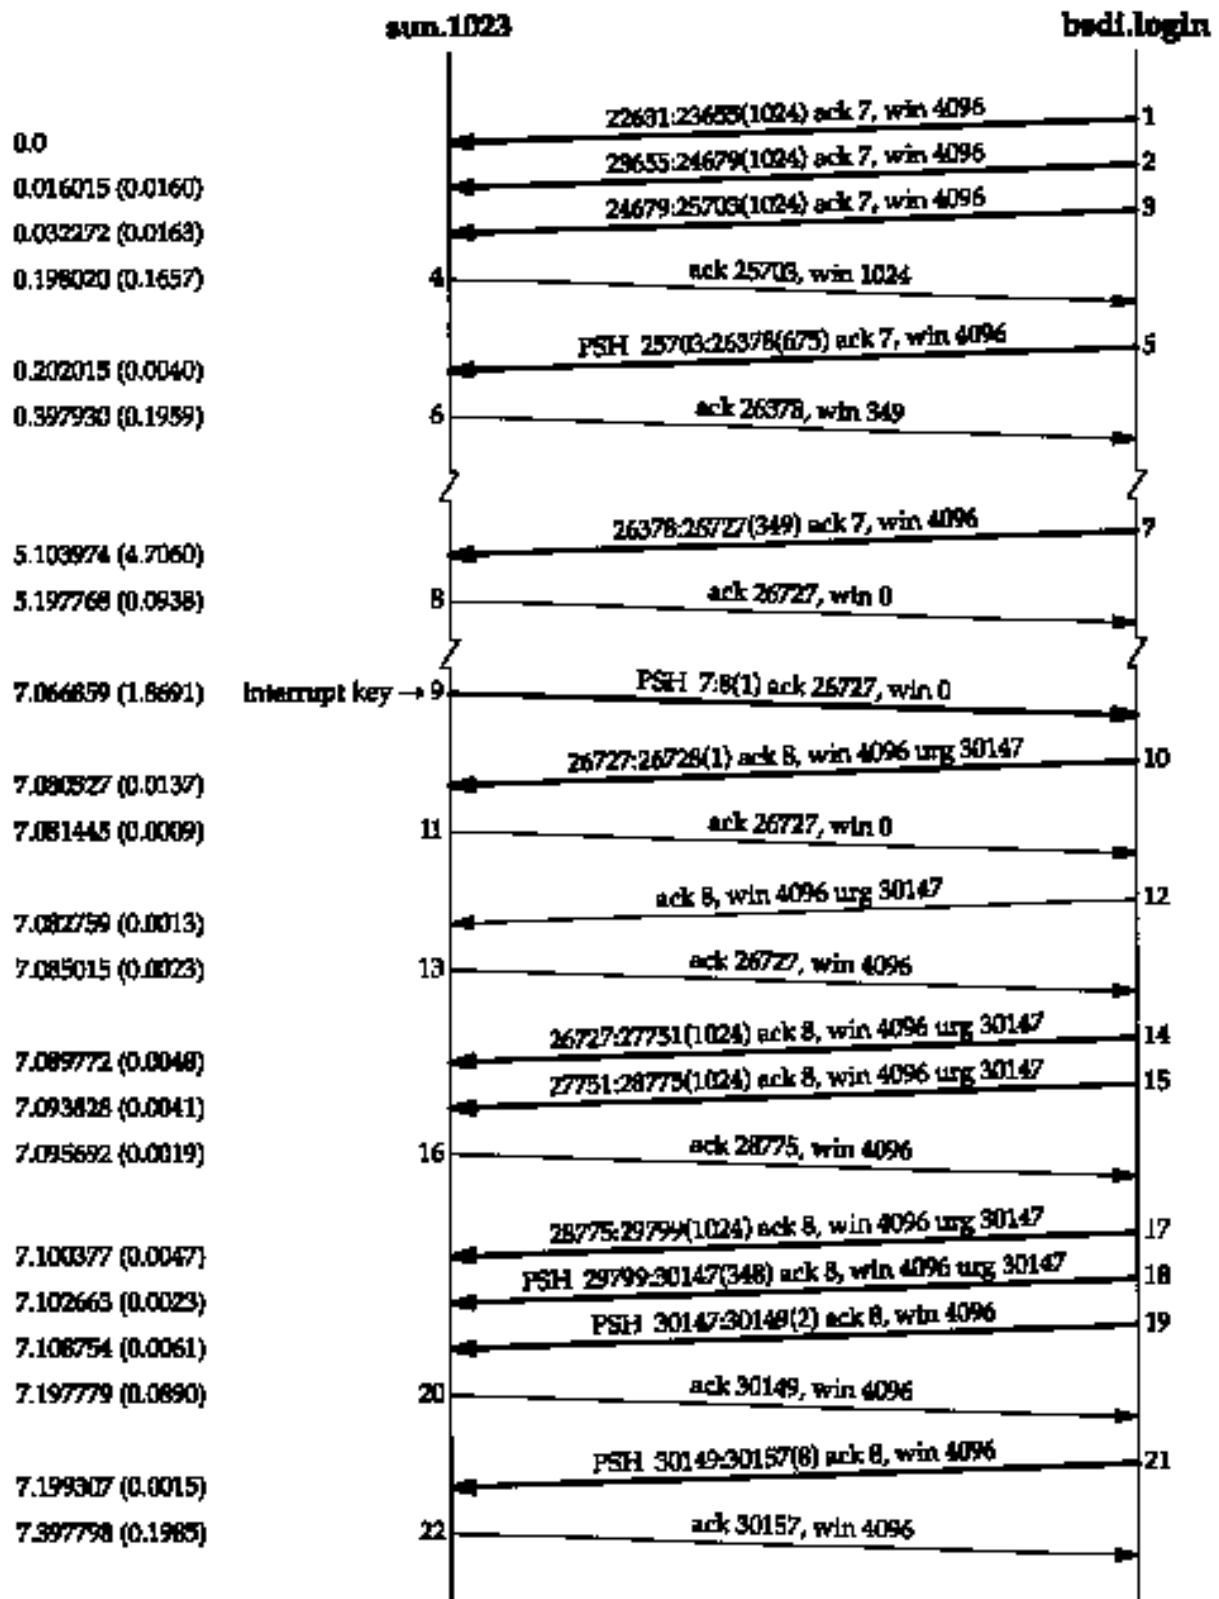 sun.1023 bsdi.login
22631:23655(1024) ack 7, win 4096 1
0.0
23655:24679(1024) ack 7, win 4096 2
0.016015 (0.0160)
24679:25703(1024) ack 7, win 4096 3
0.032272 (0.0163)
0.198020 (0.1657) 4 ack 25703, win 1024
PSH 25703:26378(675) ack 7, win 4096 5
0.202015 (0.0040)
0.397930 (0.1959) 6 ack 26378, win 349
26378:26727(349) ack 7, win 4096 7
5.103974 (4.7060)
5.197768 (0.0938) 8 ack 26727, win 0
7.066859 (1.8691) Interrupt key → 9 PSH 7:8(1) ack 26727, win 0
26727:26728(1) ack 8, win 4096 urg 30147 10
7.080527 (0.0137)
7.081445 (0.0009) 11 ack 26727, win 0
ack 8, win 4096 urg 30147 12
7.082759 (0.0013)
7.085015 (0.0023) 13 ack 26727, win 4096
26727:27751(1024) ack 8, win 4096 urg 30147 14
7.089772 (0.0048)
27751:28775(1024) ack 8, win 4096 urg 30147 15
7.093828 (0.0041)
7.095692 (0.0019) 16 ack 28775, win 4096
28775:29799(1024) ack 8, win 4096 urg 30147 17
7.100377 (0.0047)
PSH 29799:30147(348) ack 8, win 4096 urg 30147 18
7.102663 (0.0023)
PSH 30147:30149(2) ack 8, win 4096 19
7.108754 (0.0061)
7.197779 (0.0890) 20 ack 30149, win 4096
PSH 30149:30157(8) ack 8, win 4096 21
7.199307 (0.0015)
7.397798 (0.1985) 22 ack 30157, win 4096